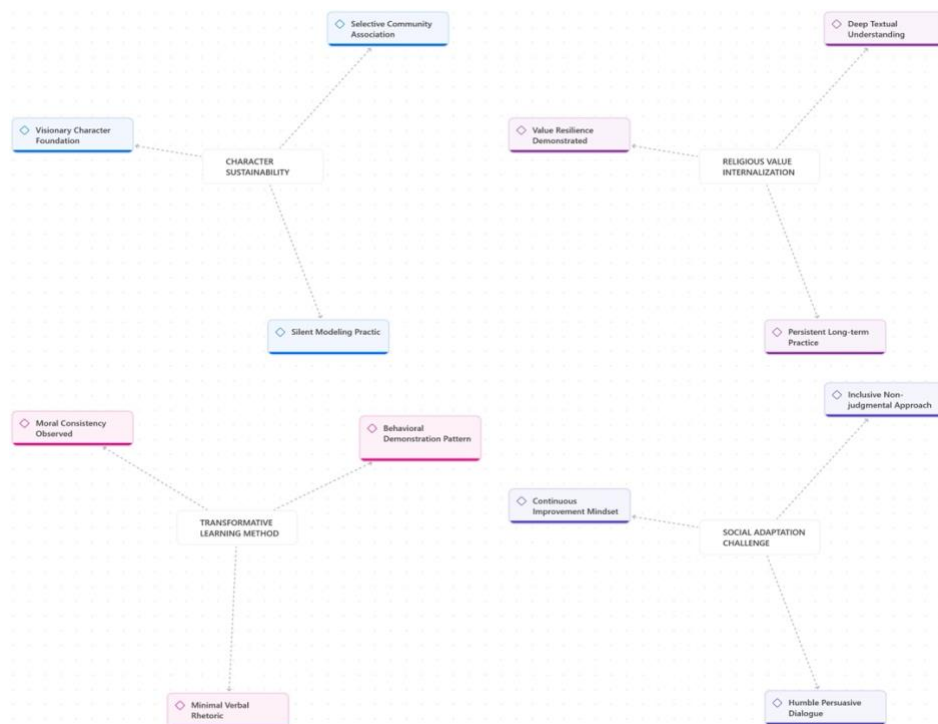 Selective Community
Association
Deep Textual
Understanding
Visionary Character
Foundation
Value Resilience
Demonstrated
CHARACTER
SUSTAINABILITY
RELIGIOUS VALUE
INTERNALIZATION
Silent Modeling Practic
Persistent Long-term
Practice
Inclusive Non-
judgmental Approach
Moral Consistency
Observed
Behavioral
Demonstration Pattern
Continuous
Improvement Mindset
TRANSFORMATIVE
LEARNING METHOD
SOCIAL ADAPTATION
CHALLENGE
Minimal Verbal
Rhetoric
Humble Persuasive
Dialogue